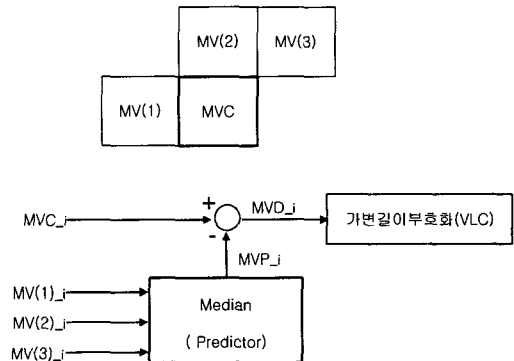 MV(2) MV(3)
MV(1) MVC
+
MVC_i MVD_i 가변길이부호화(VLC)
-
MVP_i
MV(1)_i
MV(2)_i
MV(3)_i
Median
( Predictor)